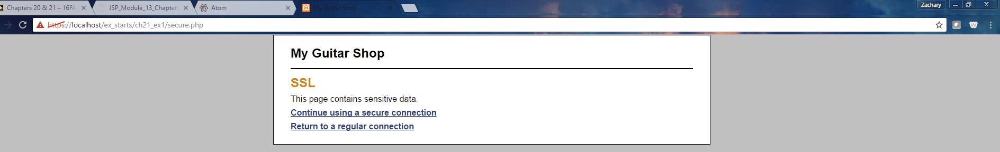 Chapters 20 & 21 – 16FA
JSP_Module_13_Chapters
Atom
My Guitar Shop
Zachary
https://localhost/ex_starts/ch21_ex1/secure.php
My Guitar Shop
SSL
This page contains sensitive data.
Continue using a secure connection
Return to a regular connection